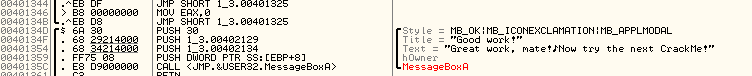 00401344 .^EB DF JMP SHORT 1_3.00401325
00401346 > B8 00000000 MOV EAX,0
0040134B .^EB D8 JMP SHORT 1_3.00401325
0040134D $ 6A 30 PUSH 30 Style = MB_OK|MB_ICONEXCLAMATION|MB_APPLMODAL
0040134F . 68 29214000 PUSH 1_3.00402129 Title = "Good work!"
00401354 . 68 34214000 PUSH 1_3.00402134 Text = "Great work, mate!♪Now try the next CrackMe!"
00401359 . FF75 08 PUSH DWORD PTR SS:[EBP+8] hOwner
0040135C . E8 D9000000 CALL <JMP.&USER32.MessageBoxA> MessageBoxA
00401361 . C3 RETN